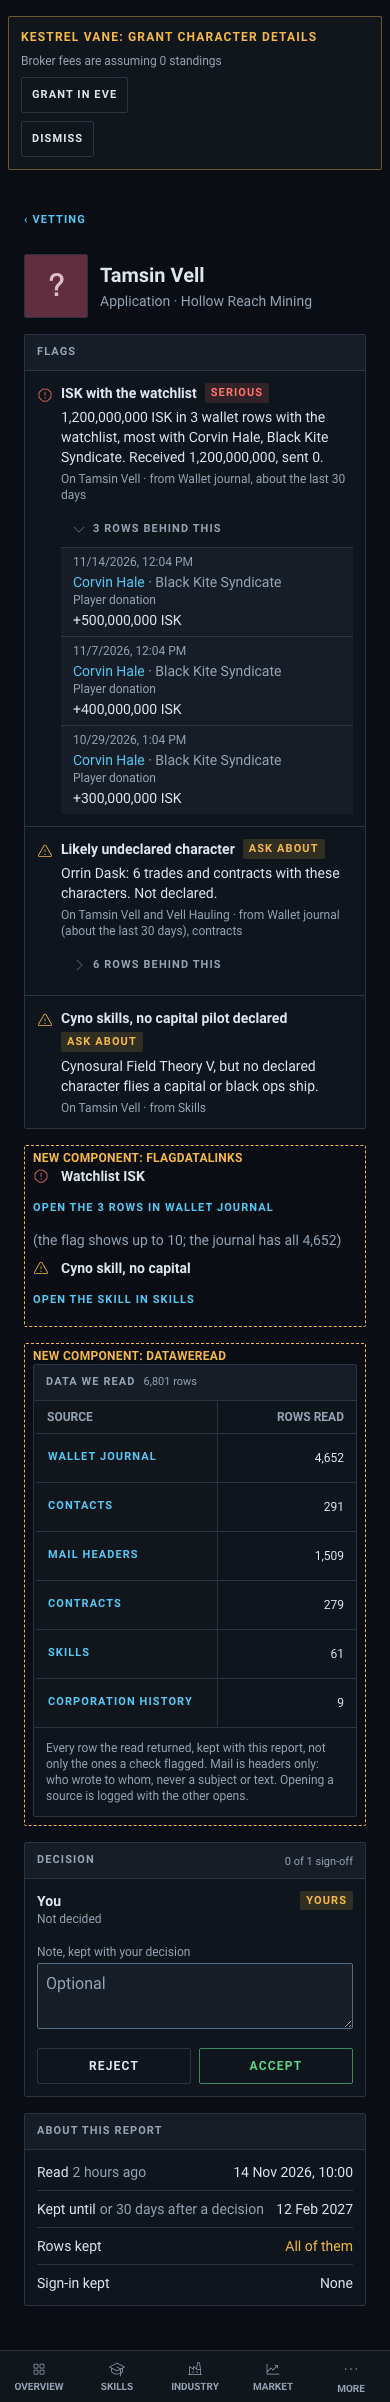 KESTREL VANE: GRANT CHARACTER DETAILS
Broker fees are assuming 0 standings
GRANT IN EVE
DISMISS
‹ VETTING
?
Tamsin Vell
Application · Hollow Reach Mining
FLAGS
ISK with the watchlist SERIOUS
1,200,000,000 ISK in 3 wallet rows with the
watchlist, most with Corvin Hale, Black Kite
Syndicate. Received 1,200,000,000, sent 0.
On Tamsin Vell · from Wallet journal, about the last 30
days
3 ROWS BEHIND THIS
11/14/2026, 12:04 PM
Corvin Hale · Black Kite Syndicate
Player donation
+500,000,000 ISK
11/7/2026, 12:04 PM
Corvin Hale · Black Kite Syndicate
Player donation
+400,000,000 ISK
10/29/2026, 1:04 PM
Corvin Hale · Black Kite Syndicate
Player donation
+300,000,000 ISK
Likely undeclared character ASK ABOUT
Orrin Dask: 6 trades and contracts with these
characters. Not declared.
On Tamsin Vell and Vell Hauling · from Wallet journal
(about the last 30 days), contracts
6 ROWS BEHIND THIS
Cyno skills, no capital pilot declared
ASK ABOUT
Cynosural Field Theory V, but no declared
character flies a capital or black ops ship.
On Tamsin Vell · from Skills
NEW COMPONENT: FLAGDATALINKS
Watchlist ISK
OPEN THE 3 ROWS IN WALLET JOURNAL
(the flag shows up to 10; the journal has all 4,652)
Cyno skill, no capital
OPEN THE SKILL IN SKILLS
NEW COMPONENT: DATAWEREAD
DATA WE READ 6,801 rows
SOURCE ROWS READ
WALLET JOURNAL 4,652
CONTACTS 291
MAIL HEADERS 1,509
CONTRACTS 279
SKILLS 61
CORPORATION HISTORY 9
Every row the read returned, kept with this report, not
only the ones a check flagged. Mail is headers only:
who wrote to whom, never a subject or text. Opening a
source is logged with the other opens.
DECISION 0 of 1 sign-off
You YOURS
Not decided
Note, kept with your decision
Optional
REJECT ACCEPT
ABOUT THIS REPORT
Read 2 hours ago 14 Nov 2026, 10:00
Kept until or 30 days after a decision 12 Feb 2027
Rows kept All of them
Sign-in kept None
OVERVIEW SKILLS INDUSTRY MARKET MORE